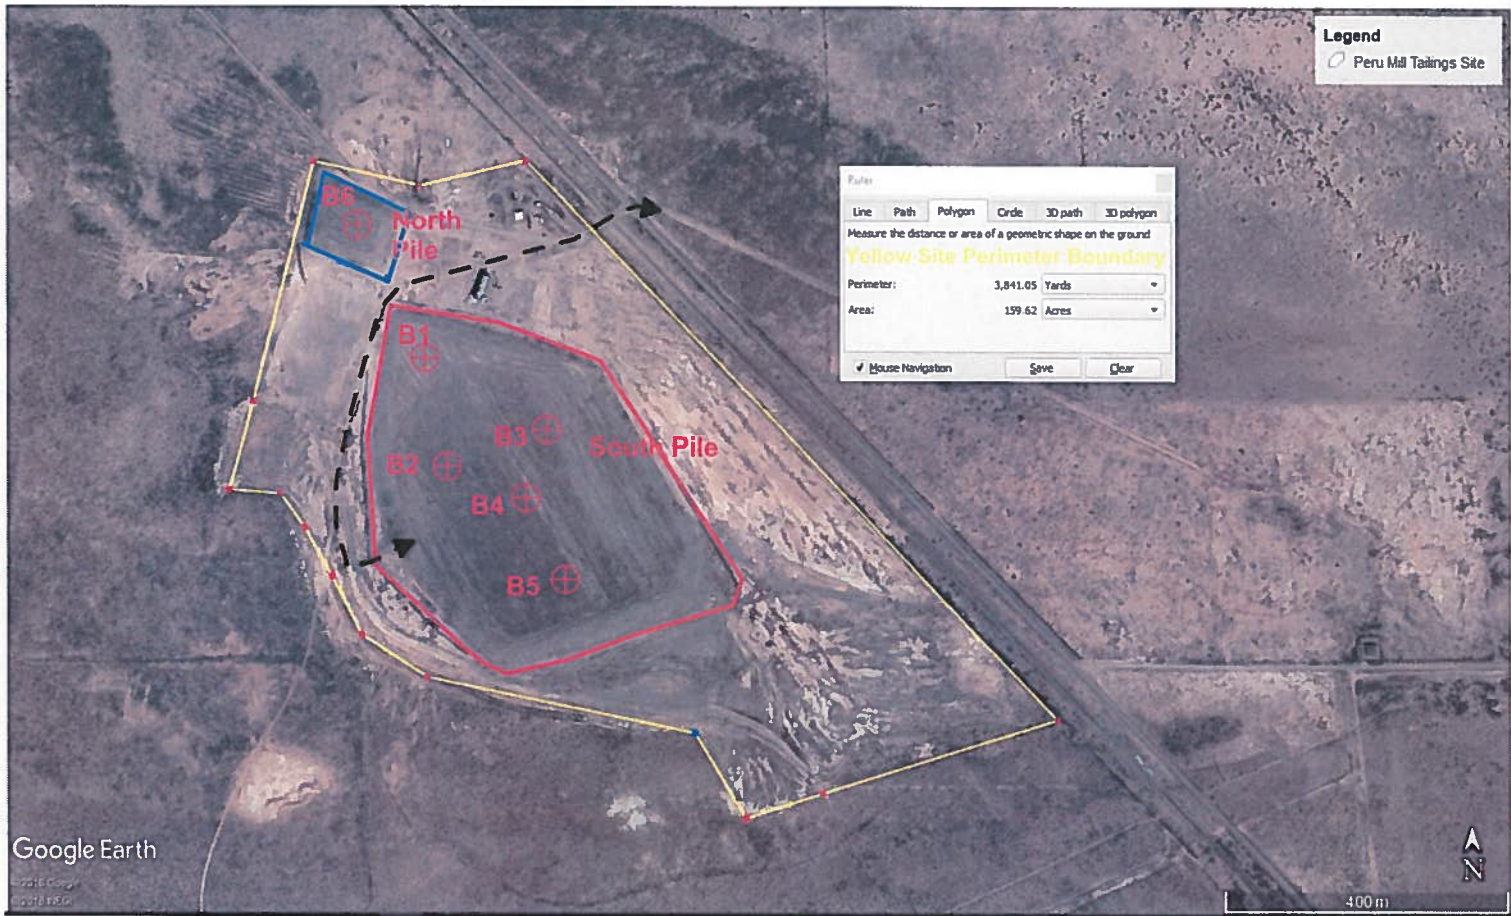 Legend
Peru Mill Tailings Site
Ruler
Line Path Polygon Circle 3D path 3D polygon
Measure the distance or area of a geometric shape on the ground
Yellow Site Perimeter Boundary
Perimeter: 3,841.05 Yards
Area: 159.62 Acres
Mouse Navigation Save Clear
B6
North
Pile
B1
B3
South Pile
B2
B4
B5
Google Earth
© 2018 Google
N
400 m